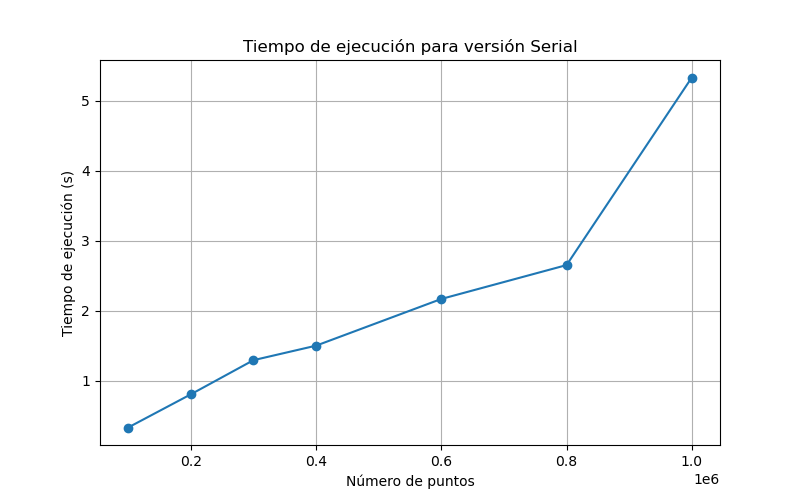 Tiempo de ejecución para versión Serial
Tiempo de ejecución (s)
5
4
3
2
1
0.2 0.4 0.6 0.8 1.0
1e6
Número de puntos